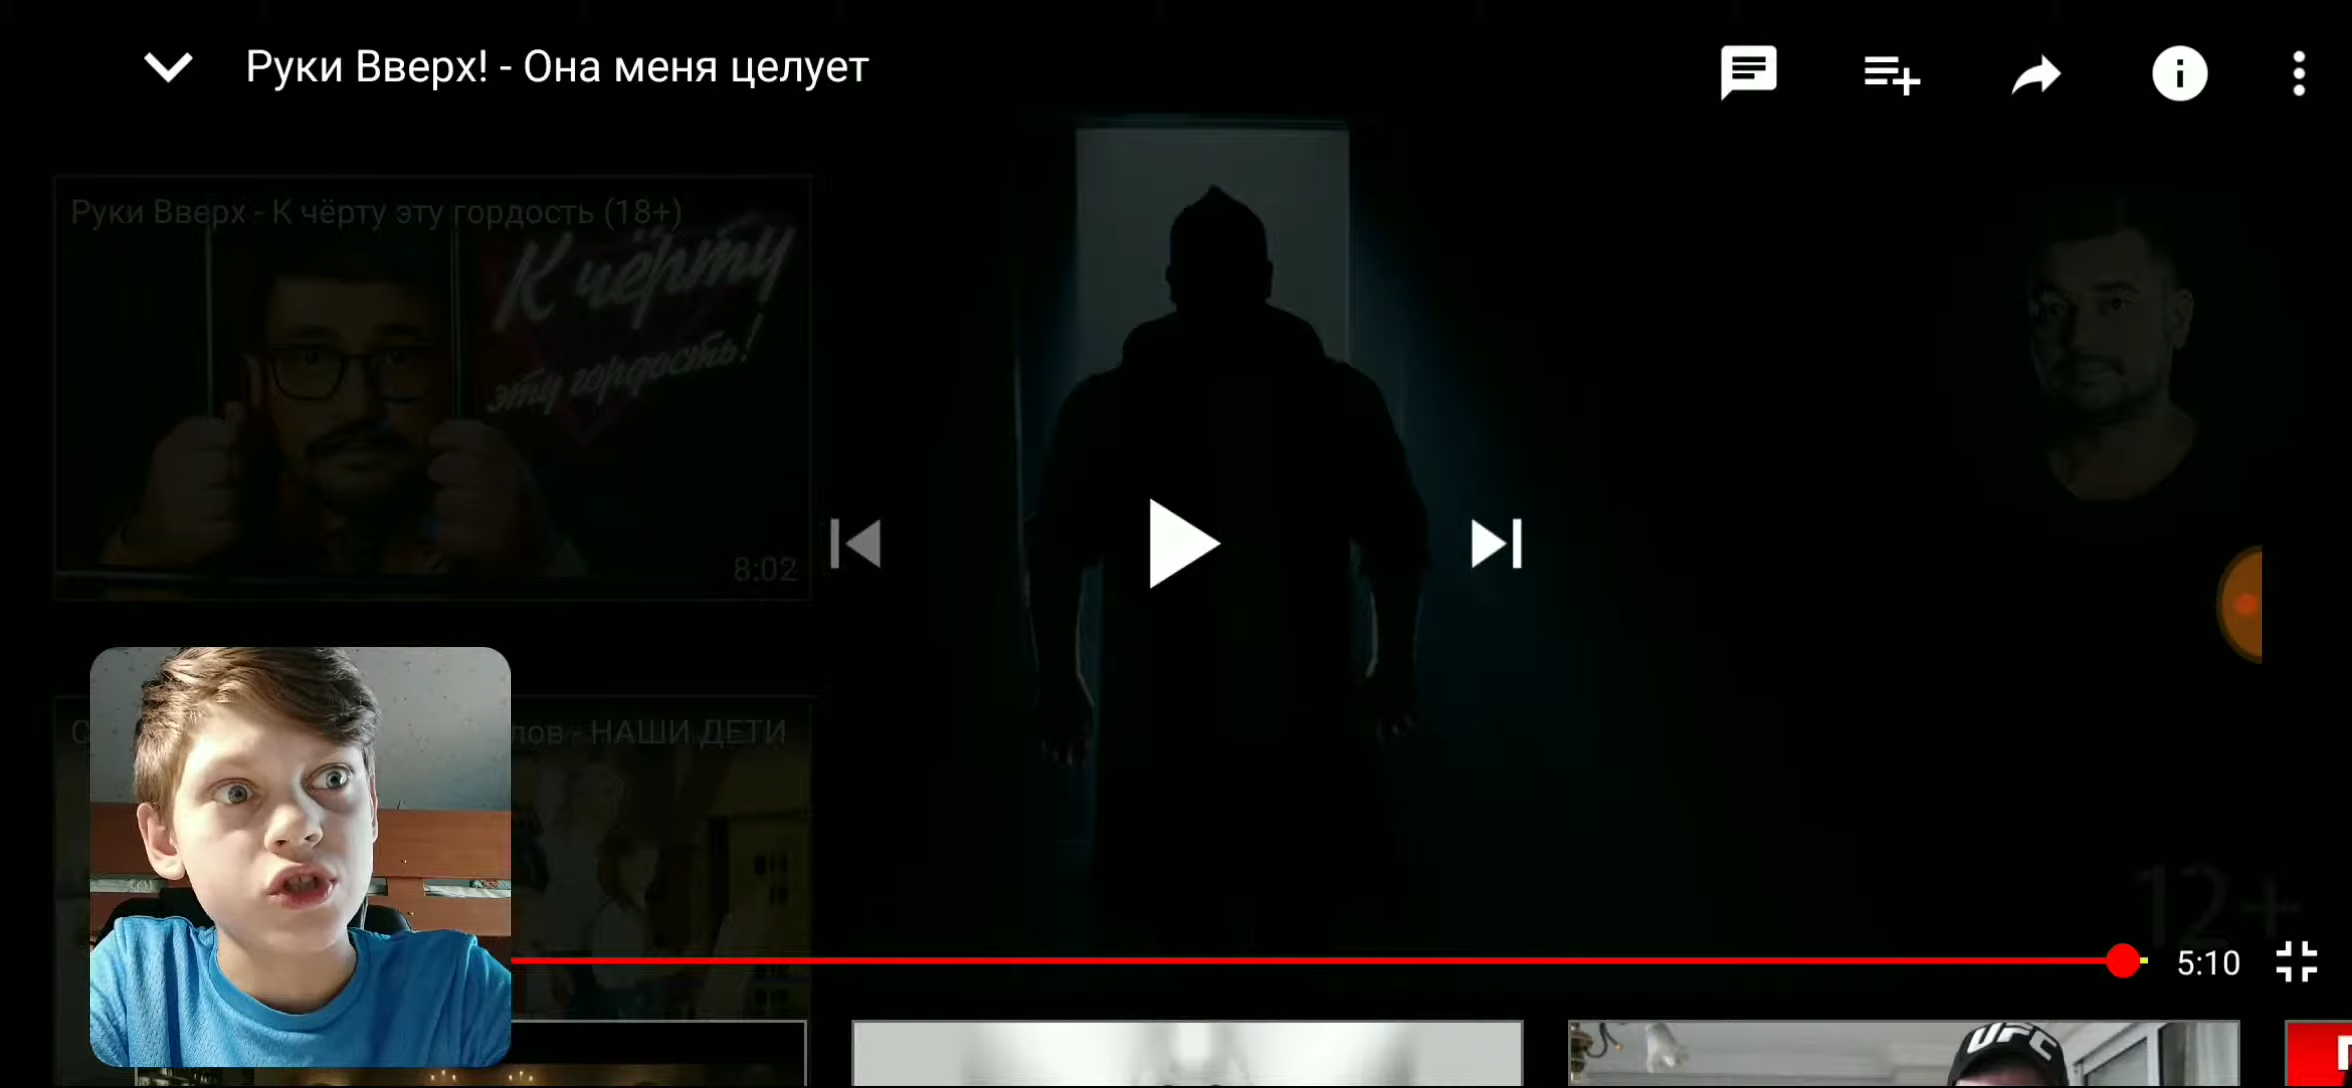 Руки Вверх! - Она меня целует
Руки Вверх - К чёрту эту гордость (18+)
К чёрту
эту гордость!
8:02
НАШИ ДЕТИ
12+
5:10
UFC